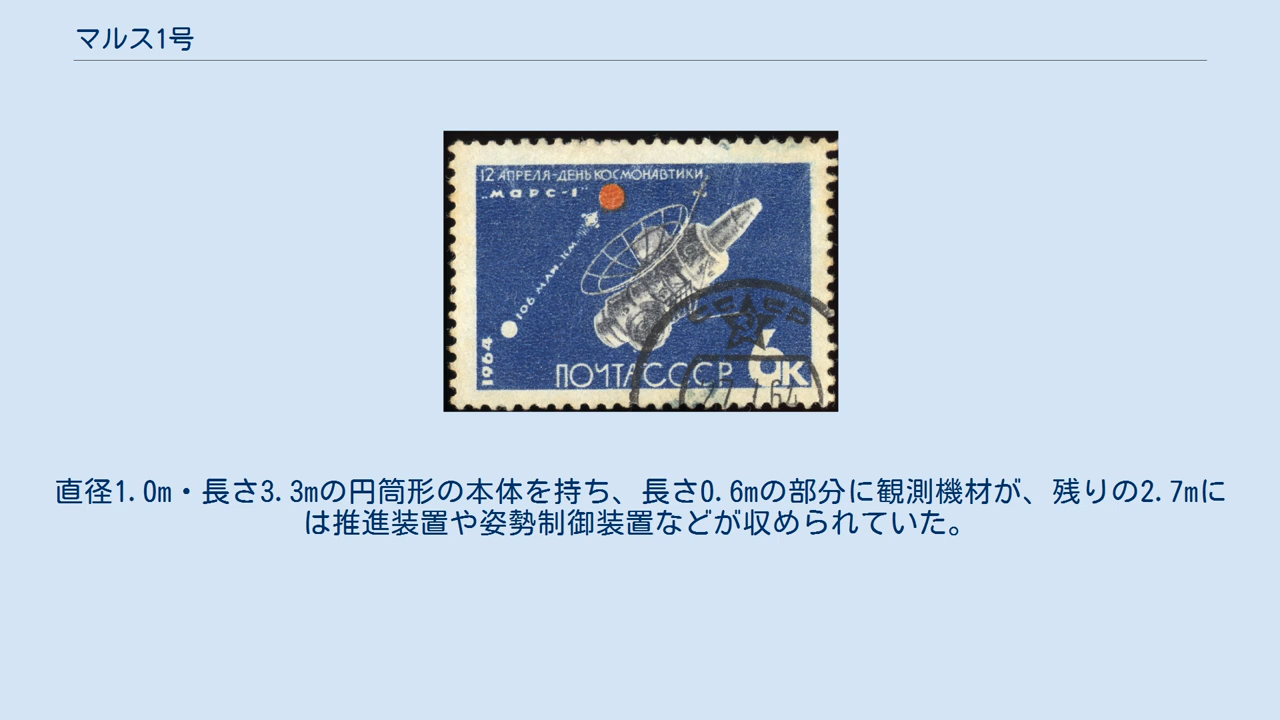 マルス1号
12 АПРЕЛЯ-ДЕНЬ КОСМОНАВТИКИ
„МАРС-1"
106 МЛН. КМ.
1964
ПОЧТА СССР 6К
直径1.0m・長さ3.3mの円筒形の本体を持ち、長さ0.6mの部分に観測機材が、残りの2.7mに
は推進装置や姿勢制御装置などが収められていた。